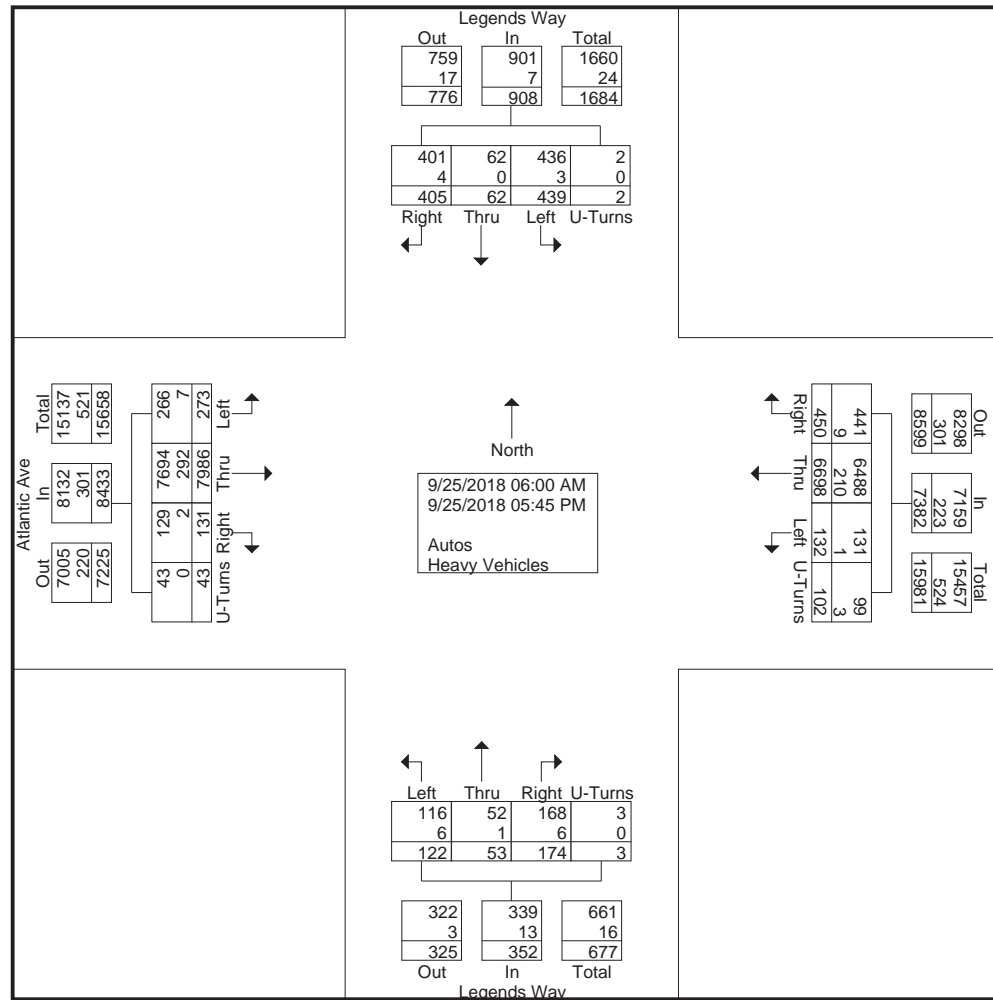 Legends Way
Out In Total
759 901 1660
17 7 24
776 908 1684
401 62 436 2
4 0 3 0
405 62 439 2
Right Thru Left U-Turns
Atlantic Ave
Out In Total
7005 8132 15137
220 301 521
7225 8433 15658
U-Turns Right Thru Left
43 129 7694 266
0 2 292 7
43 131 7986 273
North
9/25/2018 06:00 AM
9/25/2018 05:45 PM
Autos
Heavy Vehicles
Right Thru Left U-Turns
441 6488 131 99
9 210 1 3
450 6698 132 102
Out In Total
8298 7159 15457
301 223 524
8599 7382 15981
Left Thru Right U-Turns
116 52 168 3
6 1 6 0
122 53 174 3
322 339 661
3 13 16
325 352 677
Out In Total
Legends Way